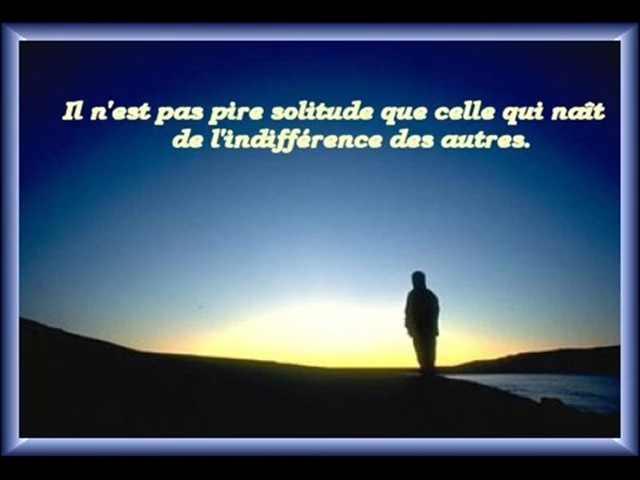 Il n'est pas pire solitude que celle qui naît
de l'indifférence des autres.